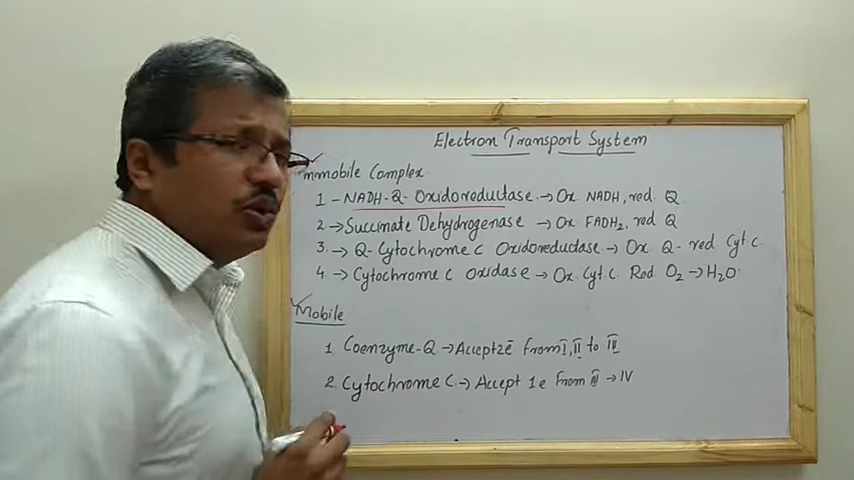 Electron Transport System
Immobile Complex
1 - NADH-Q- Oxidoreductase → Ox NADH, red Q
2 → Succinate Dehydrogenase → Ox FADH2, red Q
3. → Q-Cytochrome C Oxidoreductase → Ox Q - red Cyt C
4. → Cytochrome C oxidase → Ox Cyt C Red O2 → H2O
Mobile
1 Coenzyme-Q → Accept 2ē From I, II to III
2. Cytochrome C → Accept 1e From III → IV